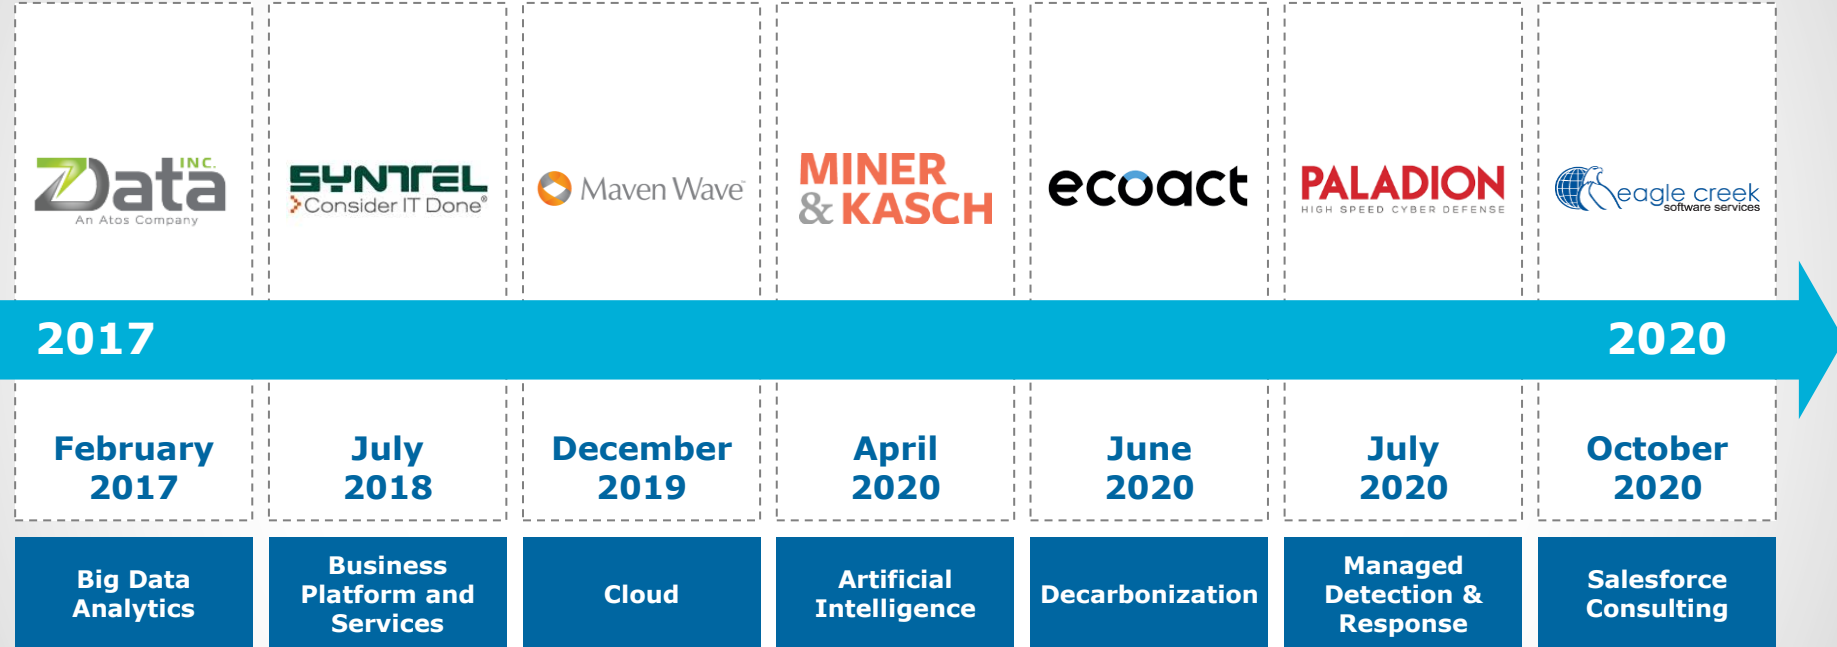 ZData INC.
An Atos Company
SYNTEL
Consider IT Done®
Maven Wave™
MINER
& KASCH
ecoact
PALADION
HIGH SPEED CYBER DEFENSE
eagle creek
software services
2017
2020
February
2017
July
2018
December
2019
April
2020
June
2020
July
2020
October
2020
Big Data
Analytics
Business
Platform and
Services
Cloud
Artificial
Intelligence
Decarbonization
Managed
Detection &
Response
Salesforce
Consulting